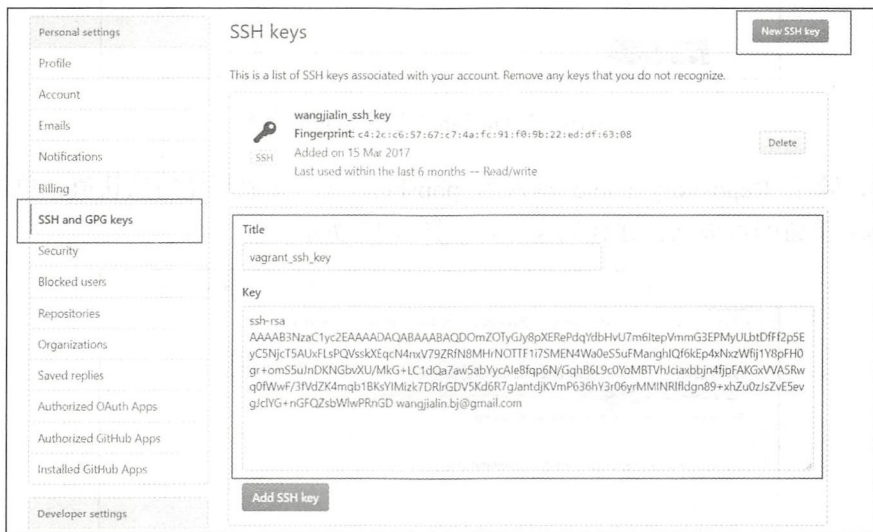 Personal settings
Profile
Account
Emails
Notifications
Billing
SSH and GPG keys
Security
Blocked users
Repositories
Organizations
Saved replies
Authorized OAuth Apps
Authorized GitHub Apps
Installed GitHub Apps
Developer settings
SSH keys
New SSH key
This is a list of SSH keys associated with your account. Remove any keys that you do not recognize.
wangjialin_ssh_key
Fingerprint: c4:2c:c6:57:67:c7:4a:fc:91:f0:9b:22:ed:df:63:08
SSH
Added on 15 Mar 2017
Last used within the last 6 months -- Read/write
Delete
Title
vagrant_ssh_key
Key
ssh-rsa
wangjialin.bj@gmail.com
Add SSH key